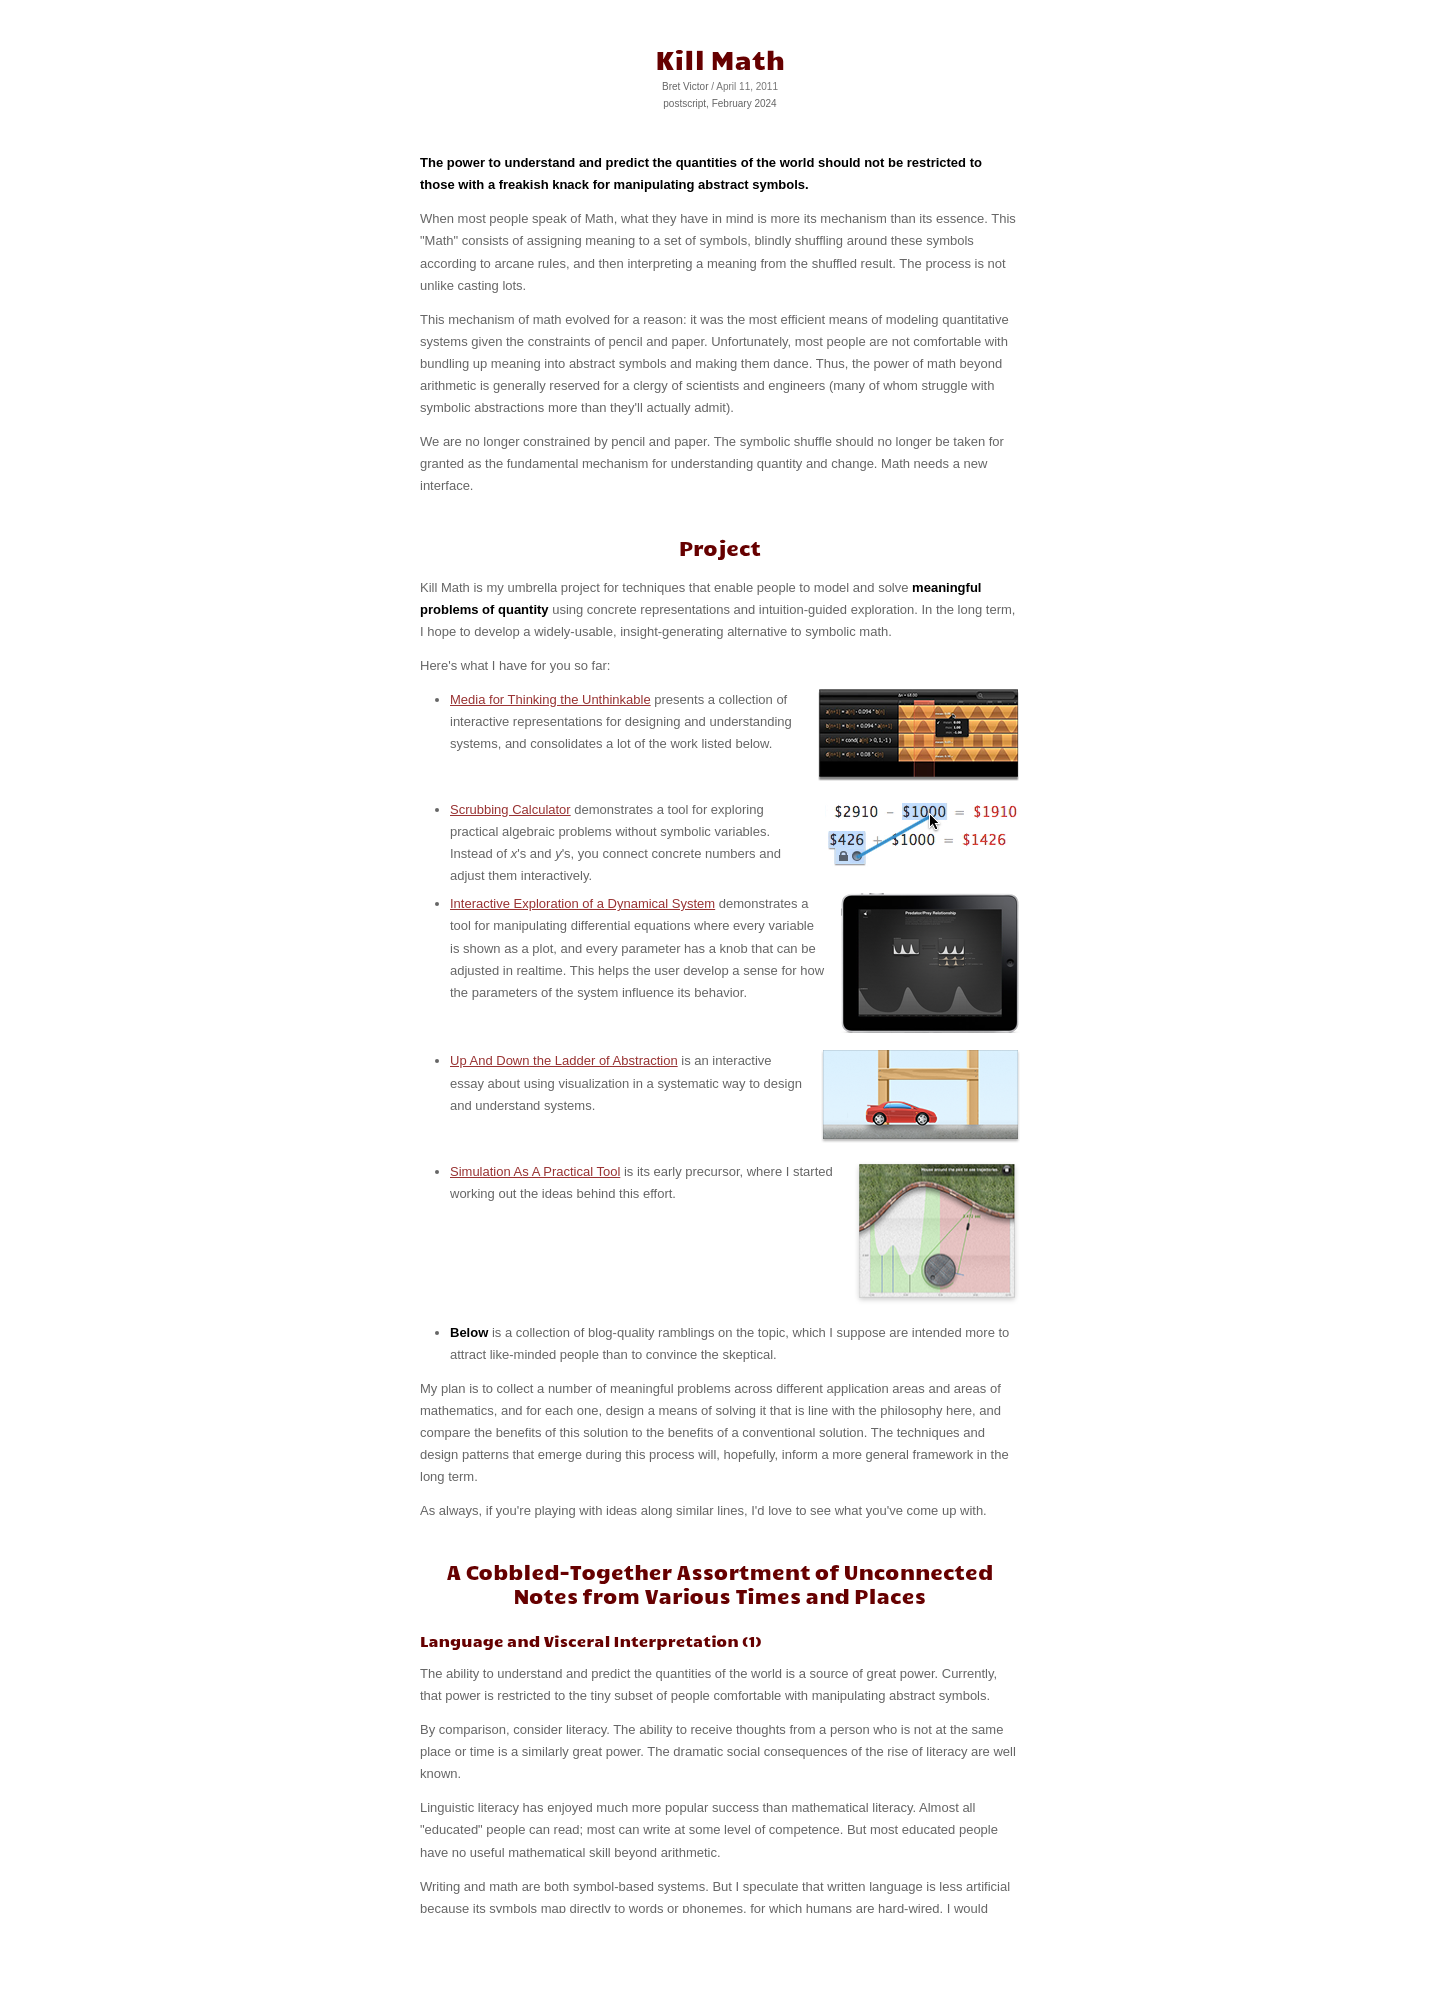 Kill Math
Bret Victor / April 11, 2011
postscript, February 2024
The power to understand and predict the quantities of the world should not be restricted to
those with a freakish knack for manipulating abstract symbols.
When most people speak of Math, what they have in mind is more its mechanism than its essence. This
"Math" consists of assigning meaning to a set of symbols, blindly shuffling around these symbols
according to arcane rules, and then interpreting a meaning from the shuffled result. The process is not
unlike casting lots.
This mechanism of math evolved for a reason: it was the most efficient means of modeling quantitative
systems given the constraints of pencil and paper. Unfortunately, most people are not comfortable with
bundling up meaning into abstract symbols and making them dance. Thus, the power of math beyond
arithmetic is generally reserved for a clergy of scientists and engineers (many of whom struggle with
symbolic abstractions more than they'll actually admit).
We are no longer constrained by pencil and paper. The symbolic shuffle should no longer be taken for
granted as the fundamental mechanism for understanding quantity and change. Math needs a new
interface.
Project
Kill Math is my umbrella project for techniques that enable people to model and solve meaningful
problems of quantity using concrete representations and intuition-guided exploration. In the long term,
I hope to develop a widely-usable, insight-generating alternative to symbolic math.
Here's what I have for you so far:
• Media for Thinking the Unthinkable presents a collection of
interactive representations for designing and understanding
systems, and consolidates a lot of the work listed below.
• Scrubbing Calculator demonstrates a tool for exploring
practical algebraic problems without symbolic variables.
Instead of x's and y's, you connect concrete numbers and
adjust them interactively.
$2910 – $1000 = $1910
$426 + $1000 = $1426
• Interactive Exploration of a Dynamical System demonstrates a
tool for manipulating differential equations where every variable
is shown as a plot, and every parameter has a knob that can be
adjusted in realtime. This helps the user develop a sense for how
the parameters of the system influence its behavior.
Predator/Prey Relationship
• Up And Down the Ladder of Abstraction is an interactive
essay about using visualization in a systematic way to design
and understand systems.
• Simulation As A Practical Tool is its early precursor, where I started
working out the ideas behind this effort.
• Below is a collection of blog-quality ramblings on the topic, which I suppose are intended more to
attract like-minded people than to convince the skeptical.
My plan is to collect a number of meaningful problems across different application areas and areas of
mathematics, and for each one, design a means of solving it that is line with the philosophy here, and
compare the benefits of this solution to the benefits of a conventional solution. The techniques and
design patterns that emerge during this process will, hopefully, inform a more general framework in the
long term.
As always, if you're playing with ideas along similar lines, I'd love to see what you've come up with.
A Cobbled-Together Assortment of Unconnected
Notes from Various Times and Places
Language and Visceral Interpretation (1)
The ability to understand and predict the quantities of the world is a source of great power. Currently,
that power is restricted to the tiny subset of people comfortable with manipulating abstract symbols.
By comparison, consider literacy. The ability to receive thoughts from a person who is not at the same
place or time is a similarly great power. The dramatic social consequences of the rise of literacy are well
known.
Linguistic literacy has enjoyed much more popular success than mathematical literacy. Almost all
"educated" people can read; most can write at some level of competence. But most educated people
have no useful mathematical skill beyond arithmetic.
Writing and math are both symbol-based systems. But I speculate that written language is less artificial
because its symbols map directly to words or phonemes, for which humans are hard-wired. I would